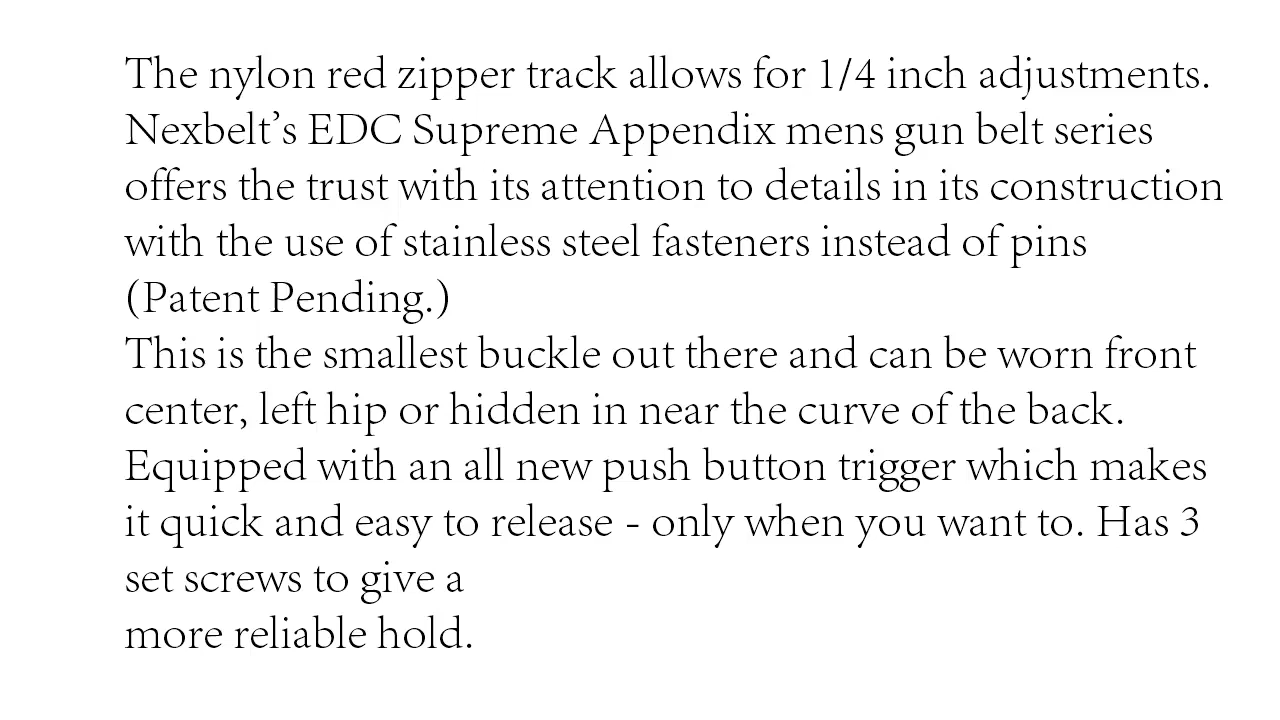 The nylon red zipper track allows for 1/4 inch adjustments.
Nexbelt’s EDC Supreme Appendix mens gun belt series
offers the trust with its attention to details in its construction
with the use of stainless steel fasteners instead of pins
(Patent Pending.)
This is the smallest buckle out there and can be worn front
center, left hip or hidden in near the curve of the back.
Equipped with an all new push button trigger which makes
it quick and easy to release - only when you want to. Has 3
set screws to give a
more reliable hold.